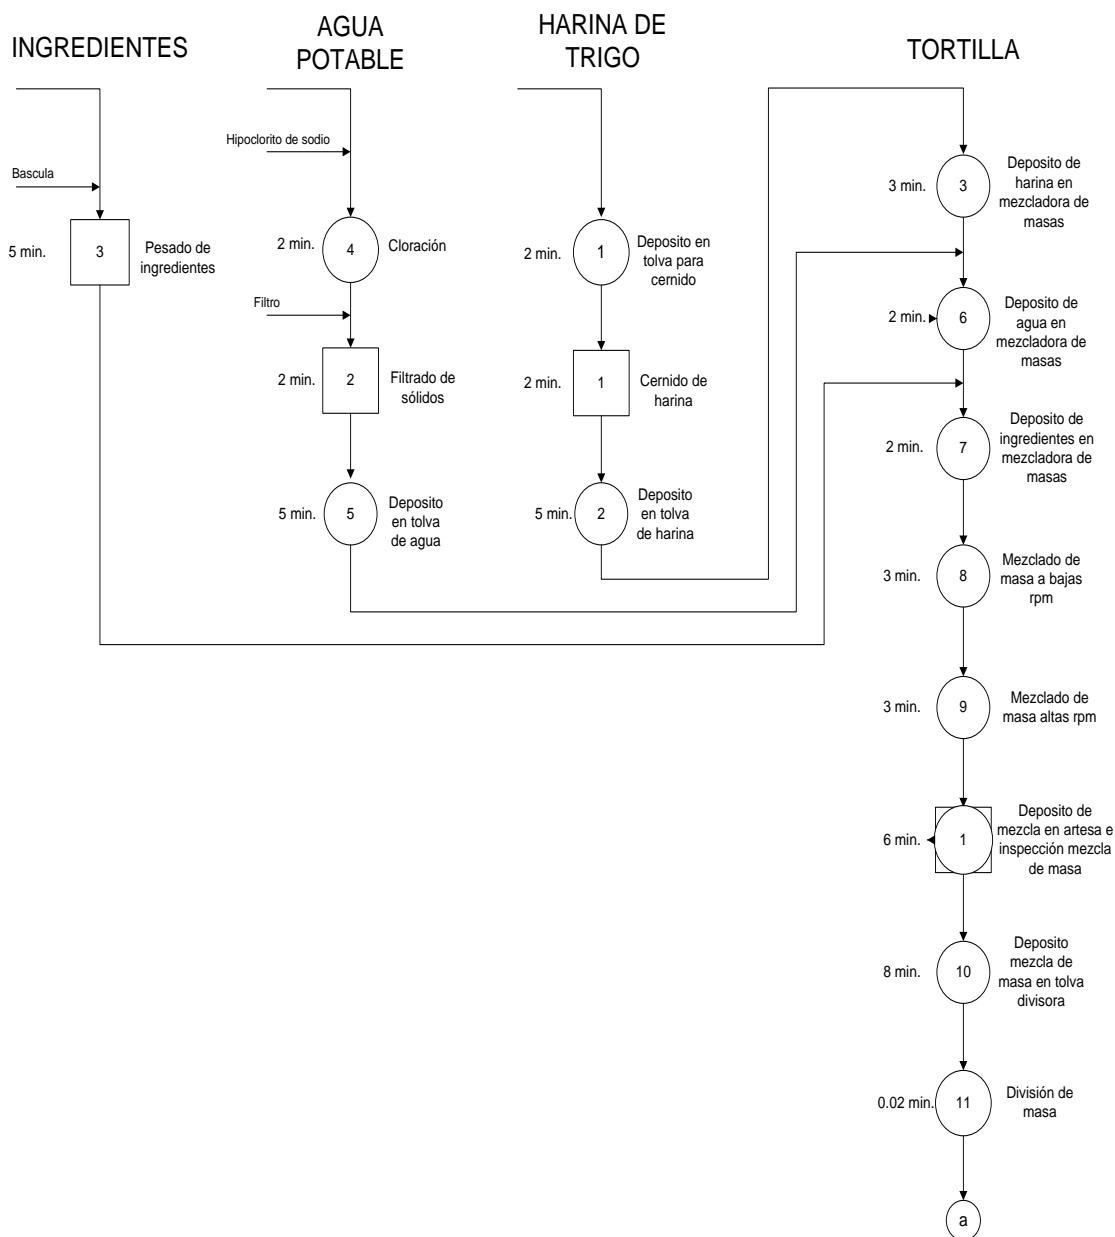 INGREDIENTES
Bascula
5 min.
3
Pesado de
ingredientes
AGUA
POTABLE
Hipoclorito de sodio
2 min.
4
Cloración
Filtro
2 min.
2
Filtrado de
sólidos
5 min.
5
Deposito
en tolva
de agua
HARINA DE
TRIGO
2 min.
1
Deposito en
tolva para
cernido
2 min.
1
Cernido de
harina
5 min.
2
Deposito
en tolva
de harina
TORTILLA
3 min.
3
Deposito de
harina en
mezcladora de
masas
2 min.
6
Deposito de
agua en
mezcladora de
masas
2 min.
7
Deposito de
ingredientes en
mezcladora de
masas
3 min.
8
Mezclado de
masa a bajas
rpm
3 min.
9
Mezclado de
masa altas rpm
6 min.
1
Deposito de
mezcla en artesa e
inspección mezcla
de masa
8 min.
10
Deposito
mezcla de
masa en tolva
divisora
0.02 min.
11
División de
masa
a